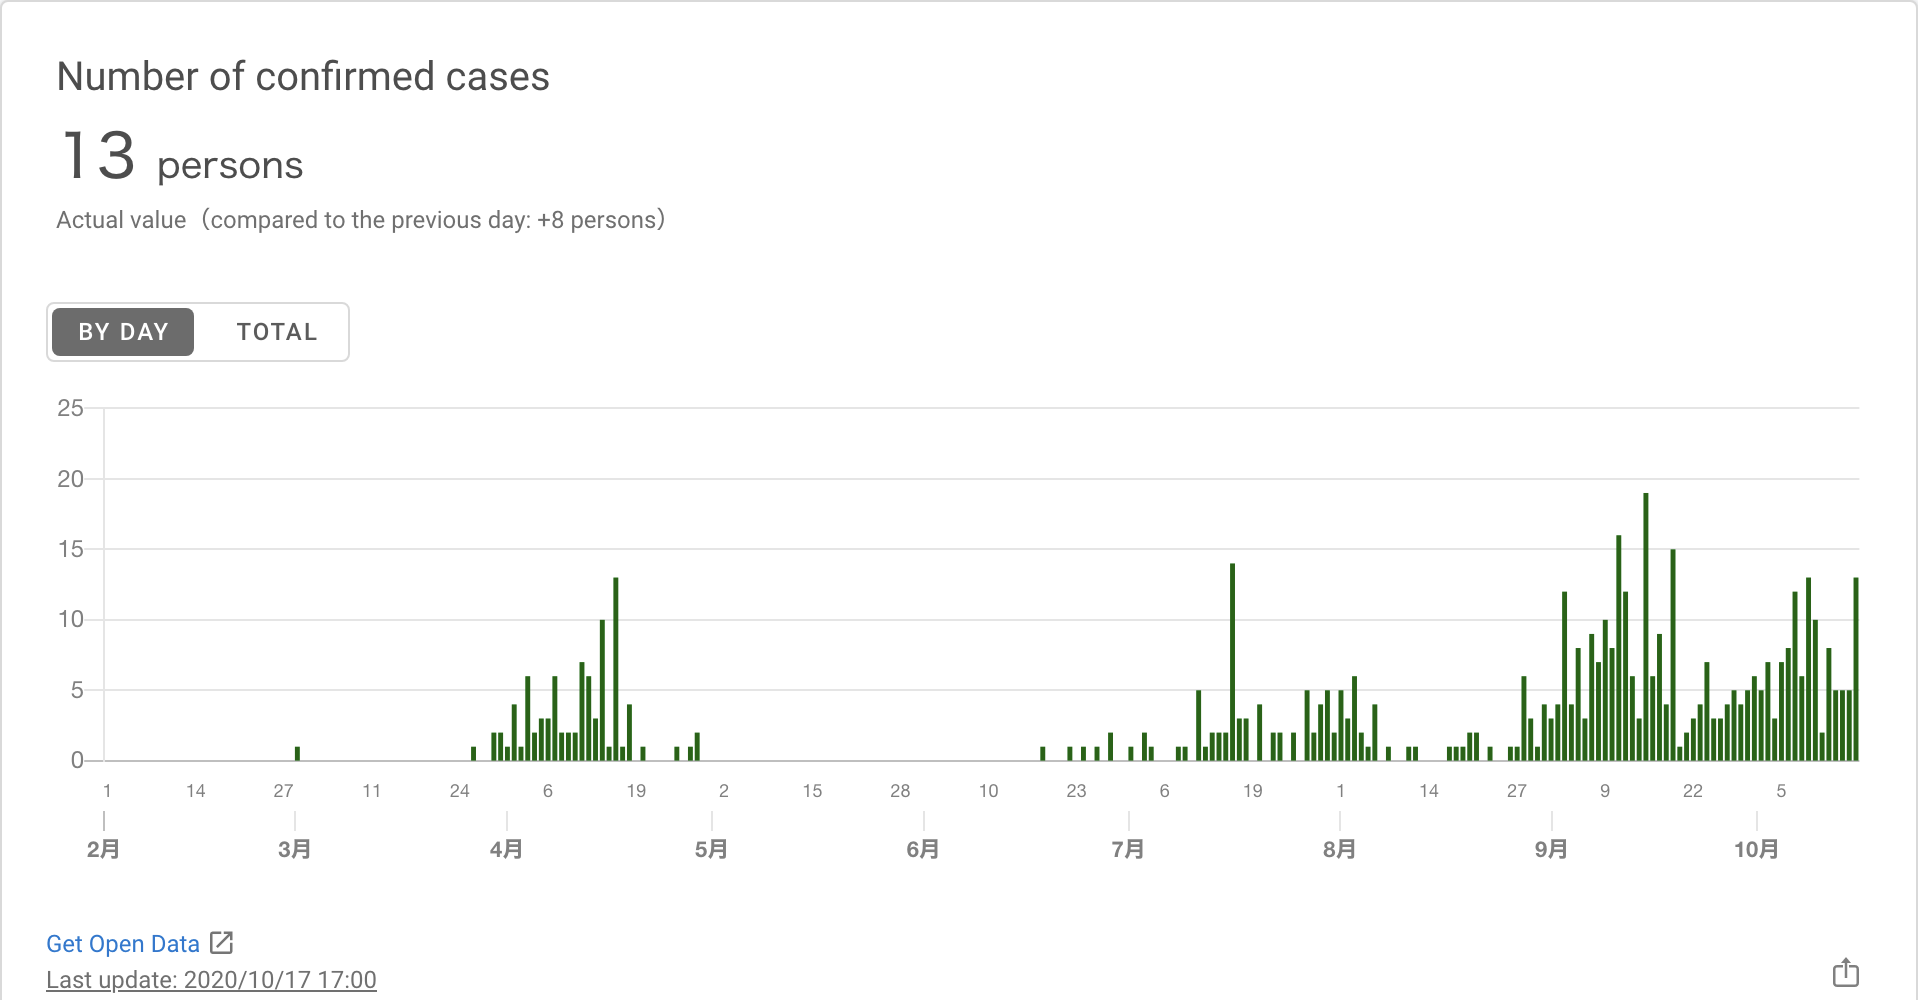 Number of confirmed cases
13 persons
Actual value（compared to the previous day: +8 persons）
BY DAY TOTAL
25
20
15
10
5
0
1 14 27 11 24 6 19 2 15 28 10 23 6 19 1 14 27 9 22 5
2月 3月 4月 5月 6月 7月 8月 9月 10月
Get Open Data
Last update: 2020/10/17 17:00